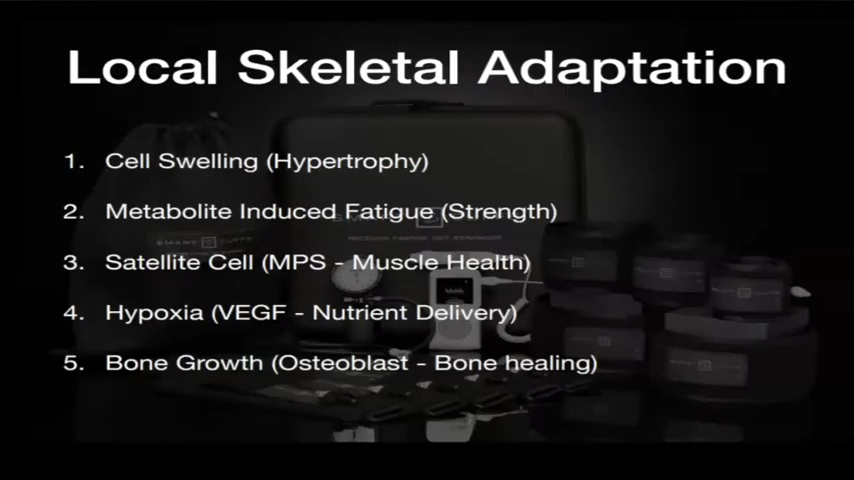 Local Skeletal Adaptation
1. Cell Swelling (Hypertrophy)
2. Metabolite Induced Fatigue (Strength)
3. Satellite Cell (MPS - Muscle Health)
4. Hypoxia (VEGF - Nutrient Delivery)
5. Bone Growth (Osteoblast - Bone healing)